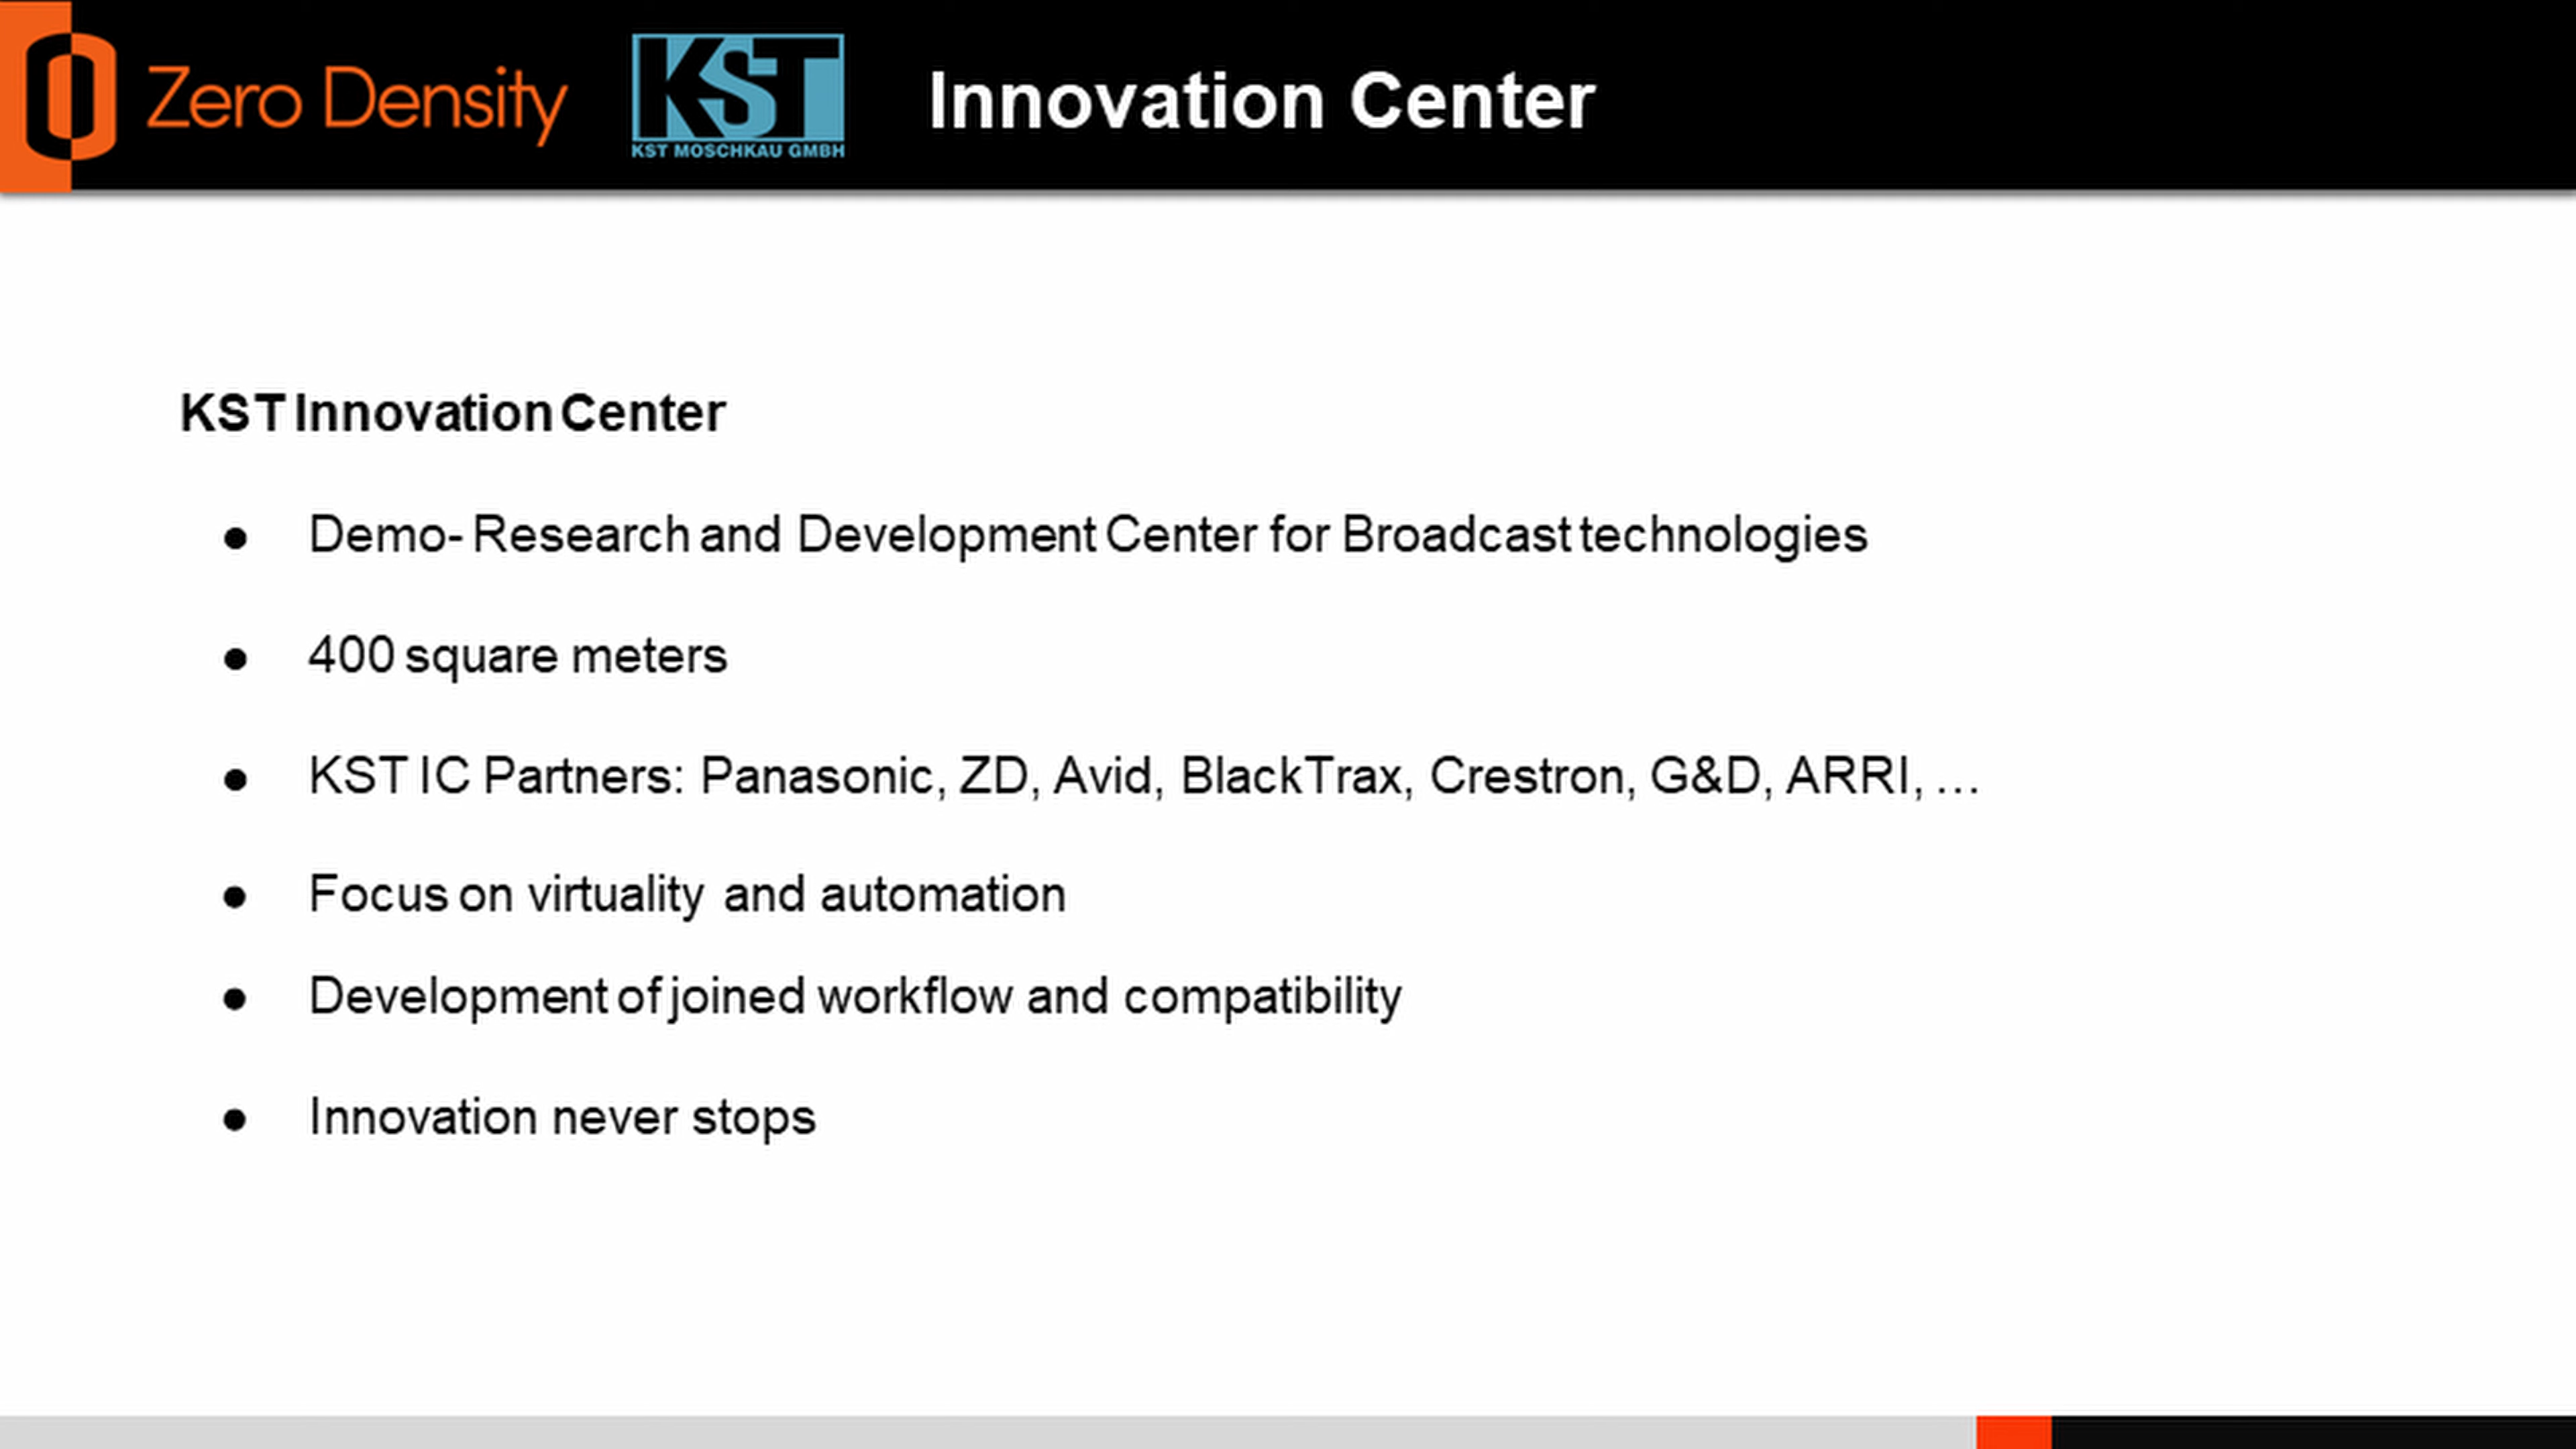 Zero Density
KST
KST MOSCHKAU GMBH
Innovation Center
KST Innovation Center
● Demo- Research and Development Center for Broadcast technologies
● 400 square meters
● KST IC Partners: Panasonic, ZD, Avid, BlackTrax, Crestron, G&D, ARRI, …
● Focus on virtuality and automation
● Development of joined workflow and compatibility
● Innovation never stops